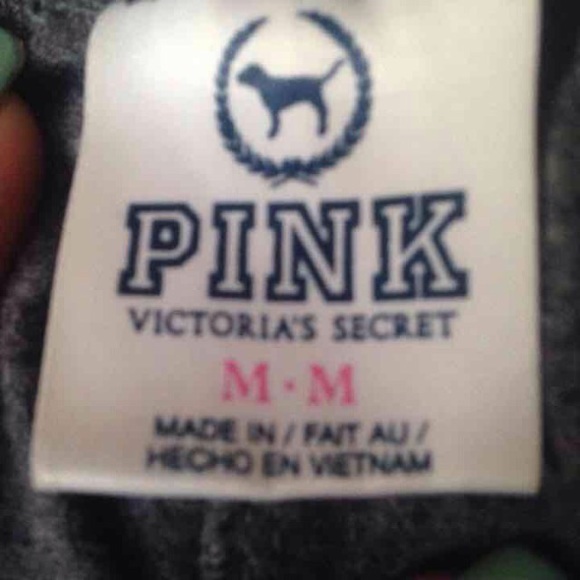 PINK
VICTORIA'S SECRET
M · M
MADE IN / FAIT AU /
HECHO EN VIETNAM